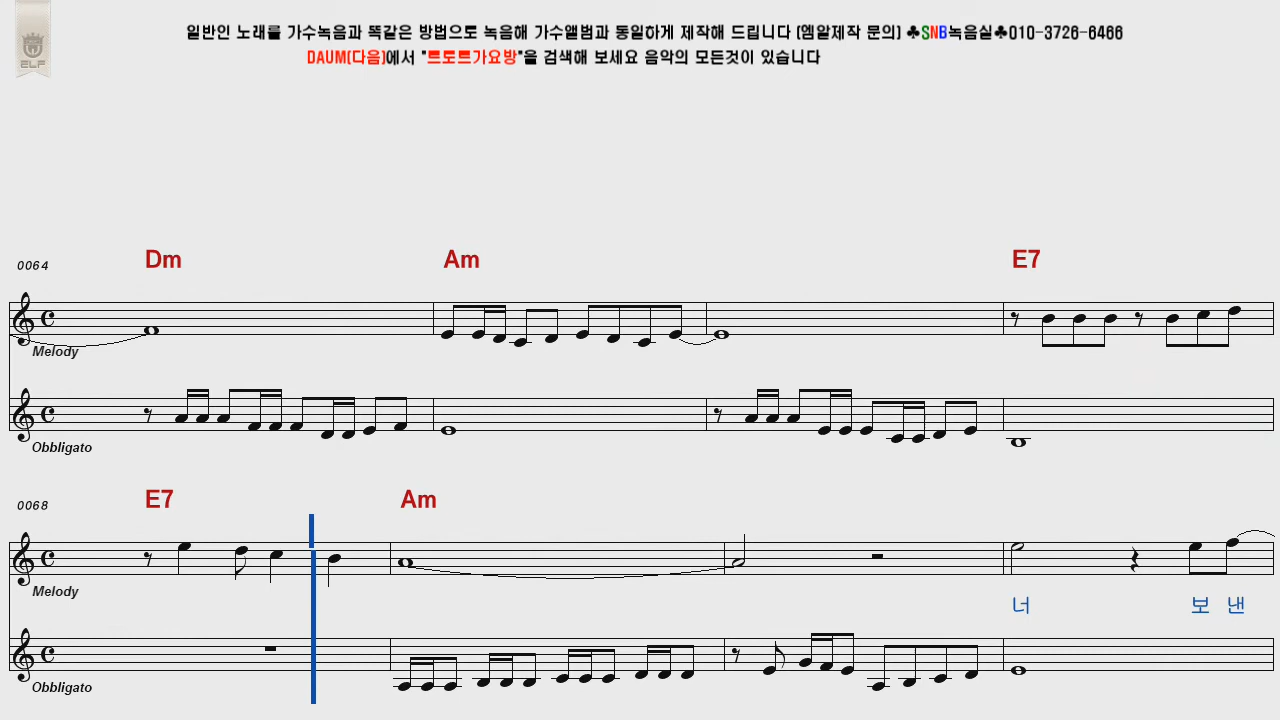 일반인 노래를 가수녹음과 똑같은 방법으로 녹음해 가수앨범과 동일하게 제작해 드립니다 (엠알제작 문의) ♣SNB녹음실♣010-3726-6466
DAUM(다음)에서 "트로트가요방"을 검색해 보세요 음악의 모든것이 있습니다
ELF
0064 Dm Am E7
Melody
Obbligato
0068 E7 Am
Melody
너 보 낸
Obbligato